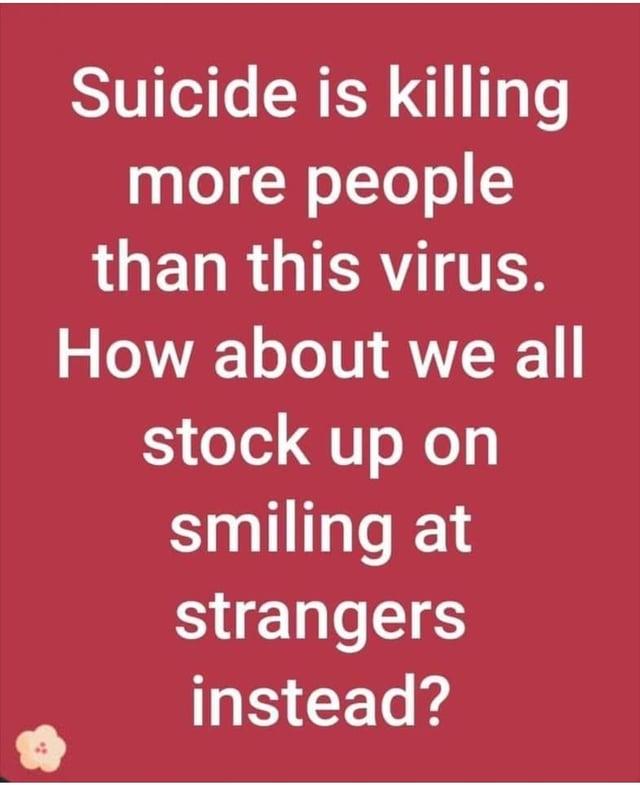 Suicide is killing
more people
than this virus.
How about we all
stock up on
smiling at
strangers
instead?